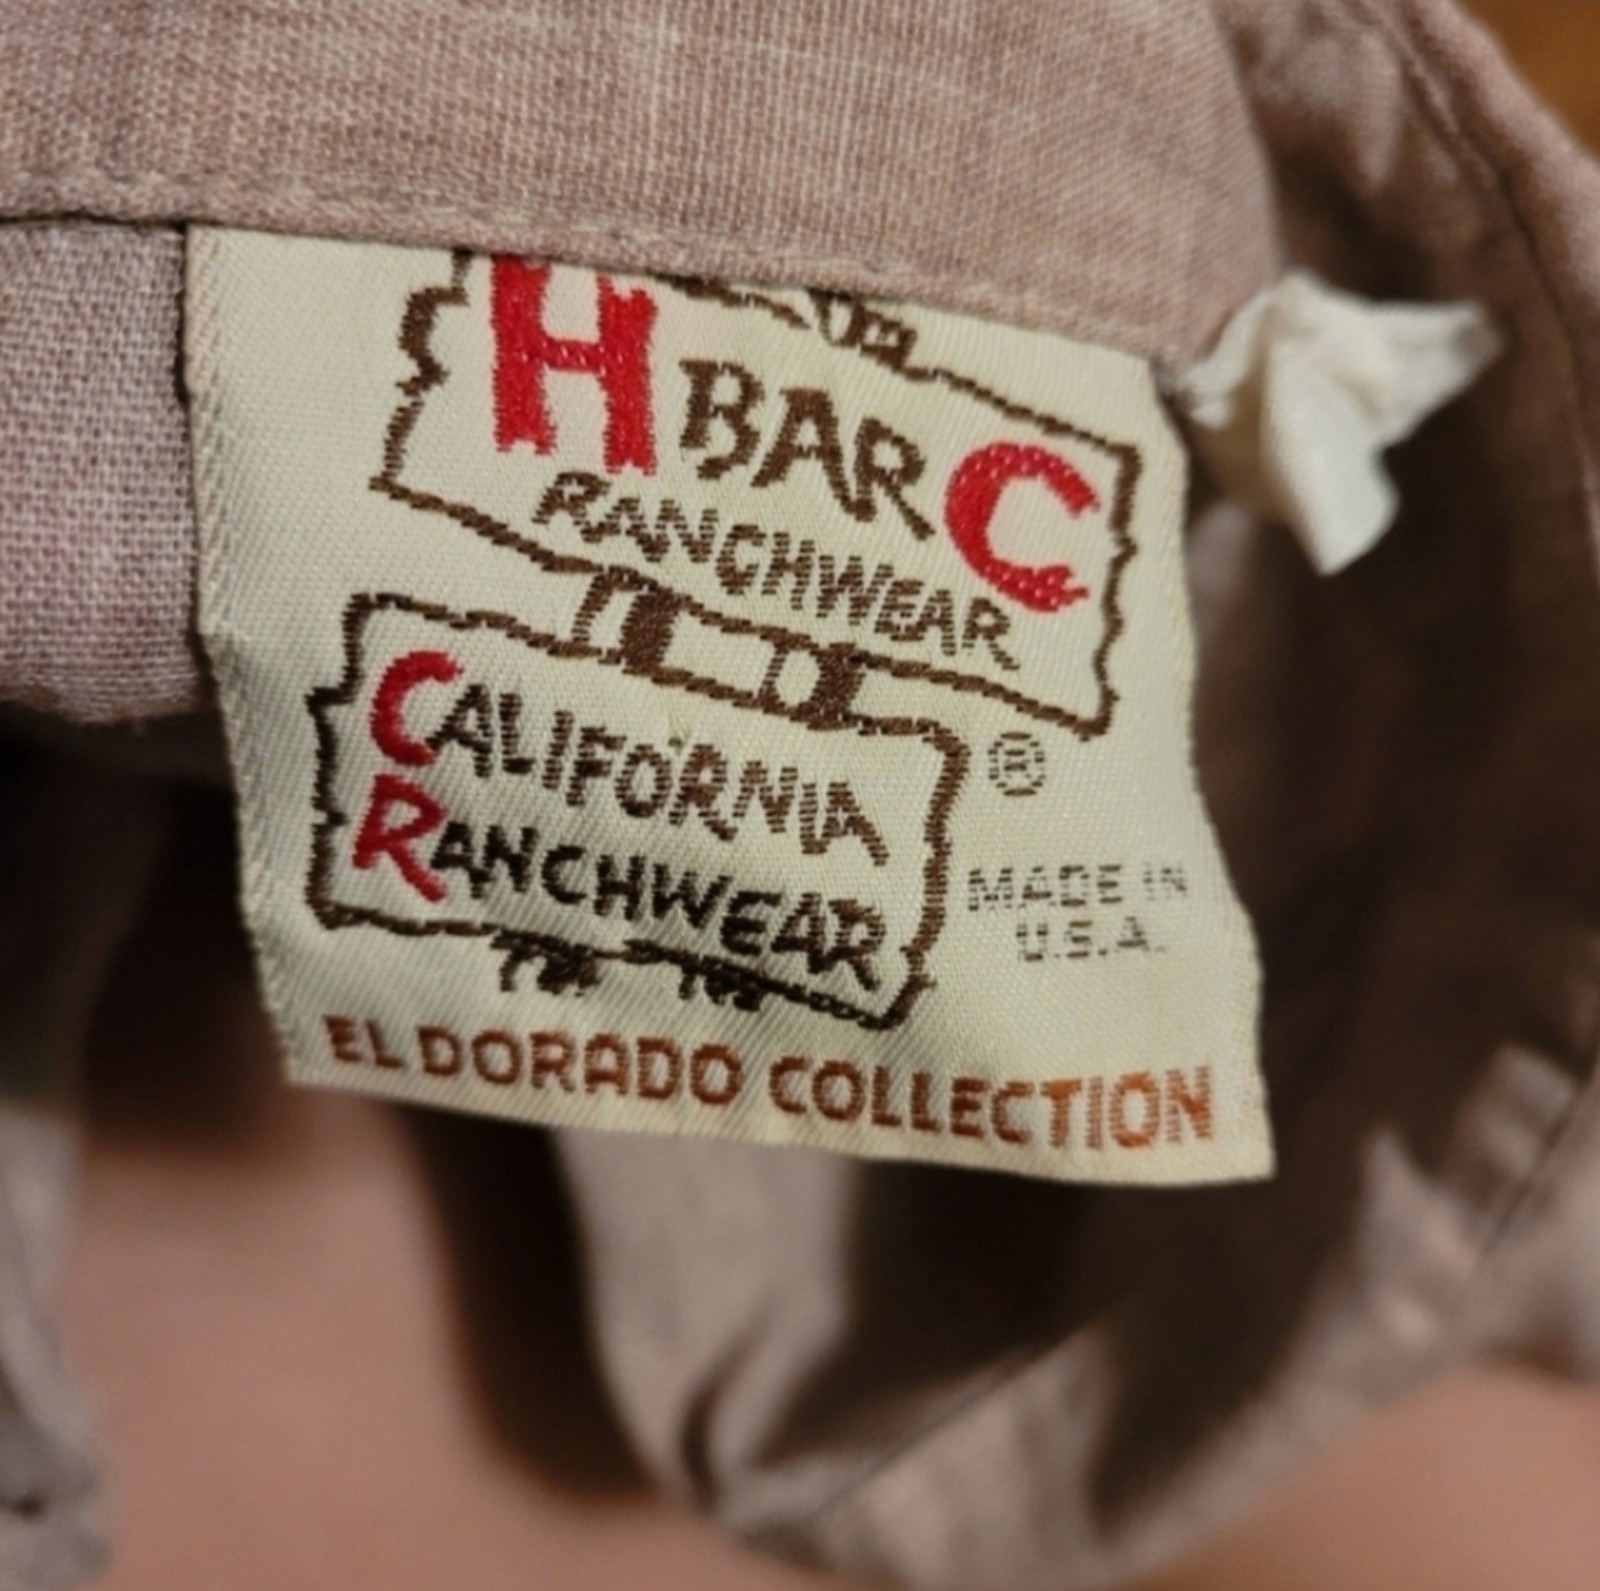 H BAR C
RANCHWEAR
CALIFORNIA
RANCHWEAR
®
MADE IN
U.S.A.
EL DORADO COLLECTION